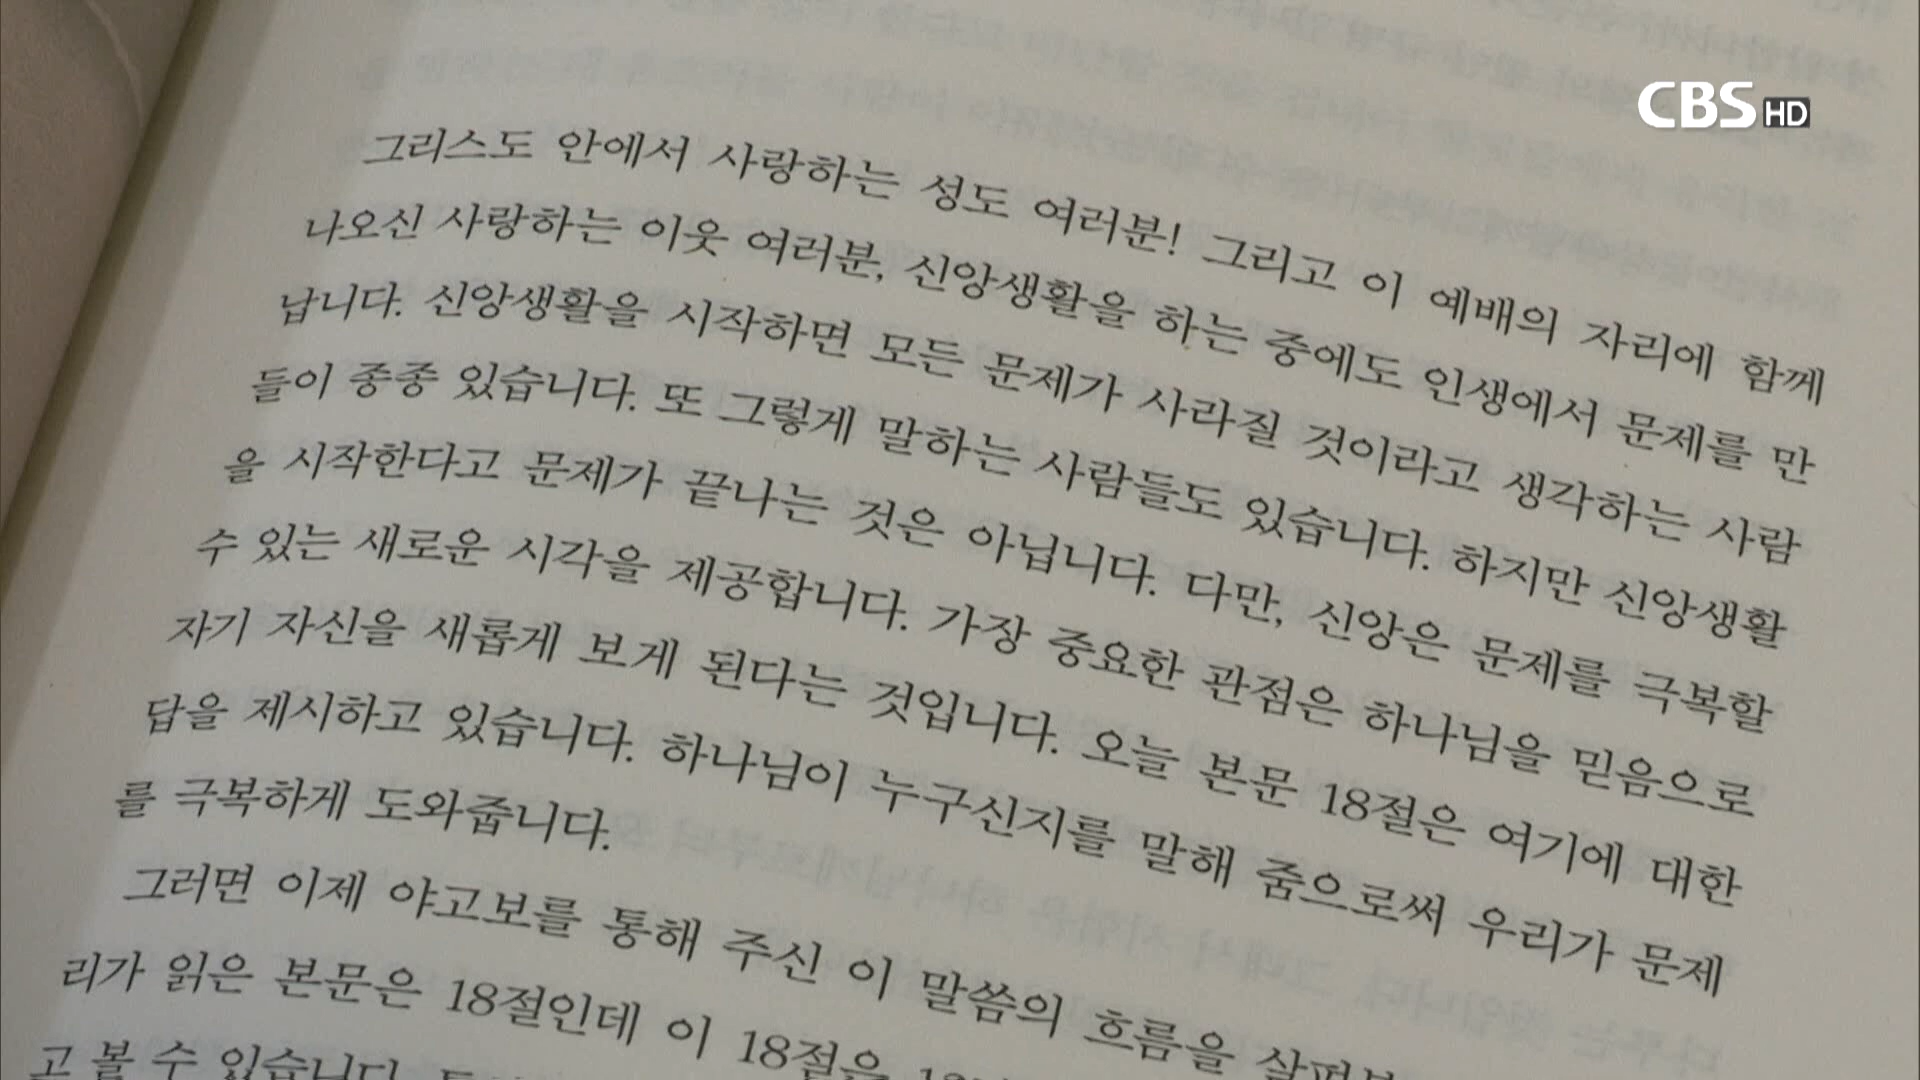 CBS HD
그리스도 안에서 사랑하는 성도 여러분! 그리고 이 예배의 자리에 함께
나오신 사랑하는 이웃 여러분, 신앙생활을 하는 중에도 인생에서 문제를 만
납니다. 신앙생활을 시작하면 모든 문제가 사라질 것이라고 생각하는 사람
들이 종종 있습니다. 또 그렇게 말하는 사람들도 있습니다. 하지만 신앙생활
을 시작한다고 문제가 끝나는 것은 아닙니다. 다만, 신앙은 문제를 극복할
수 있는 새로운 시각을 제공합니다. 가장 중요한 관점은 하나님을 믿음으로
자기 자신을 새롭게 보게 된다는 것입니다. 오늘 본문 18절은 여기에 대한
답을 제시하고 있습니다. 하나님이 누구신지를 말해 줌으로써 우리가 문제
를 극복하게 도와줍니다.
그러면 이제 야고보를 통해 주신 이 말씀의 흐름을
리가 읽은 본문은 18절인데 이 18절은
고 볼 수 있습니다.